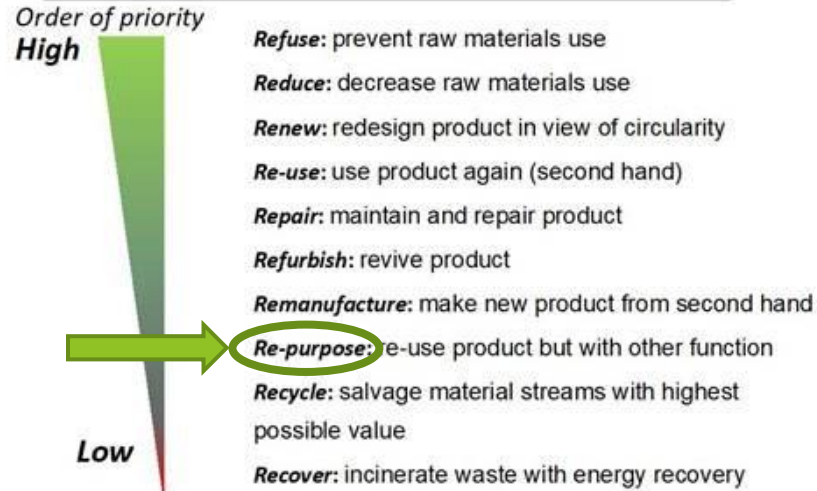 Order of priority
High
Refuse: prevent raw materials use
Reduce: decrease raw materials use
Renew: redesign product in view of circularity
Re-use: use product again (second hand)
Repair: maintain and repair product
Refurbish: revive product
Remanufacture: make new product from second hand
Re-purpose: re-use product but with other function
Recycle: salvage material streams with highest
possible value
Low
Recover: incinerate waste with energy recovery